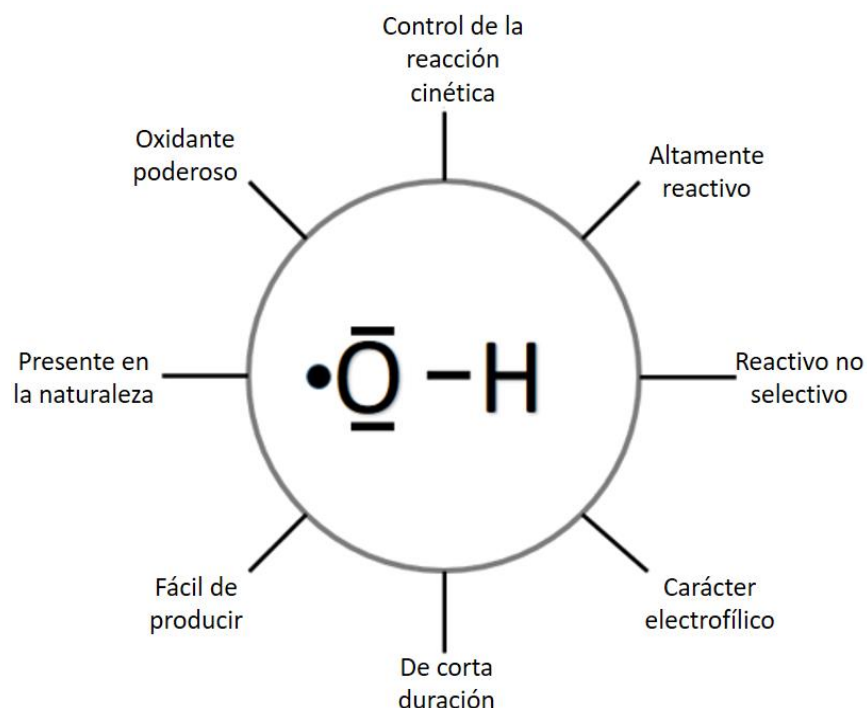 Control de la
reacción
cinética
Oxidante
poderoso
Altamente
reactivo
Presente en
la naturaleza
•O - H
Reactivo no
selectivo
Fácil de
producir
Carácter
electrofílico
De corta
duración